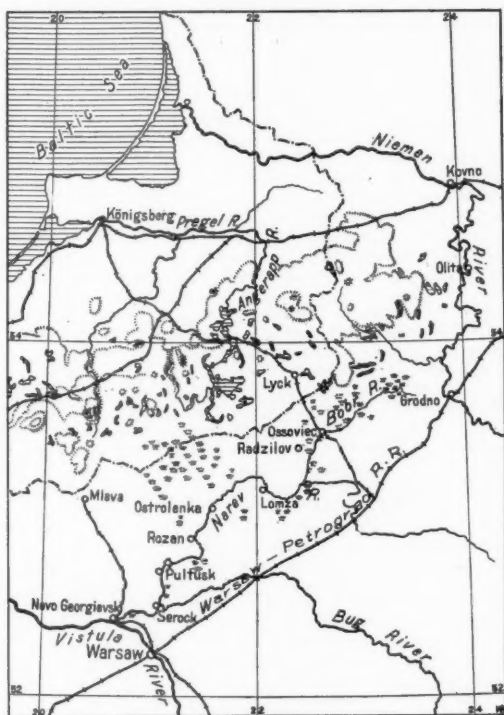 20
22
24
Baltic Sea
Niemen
Kovno
Königsberg
Pregel R.
R.
Angerapp
Olita
River
54
54
Lyck
Bobr R.
Grodno
Ossoviec
Radzilov
R. R.
Mlava
Ostrolenka
Narev
Lomza
R.
Rozan
Warsaw-Petrograd
Pultusk
Novo Georgievsk
Serock
Vistula
Warsaw
River
Bug River
52
52
20
22
24